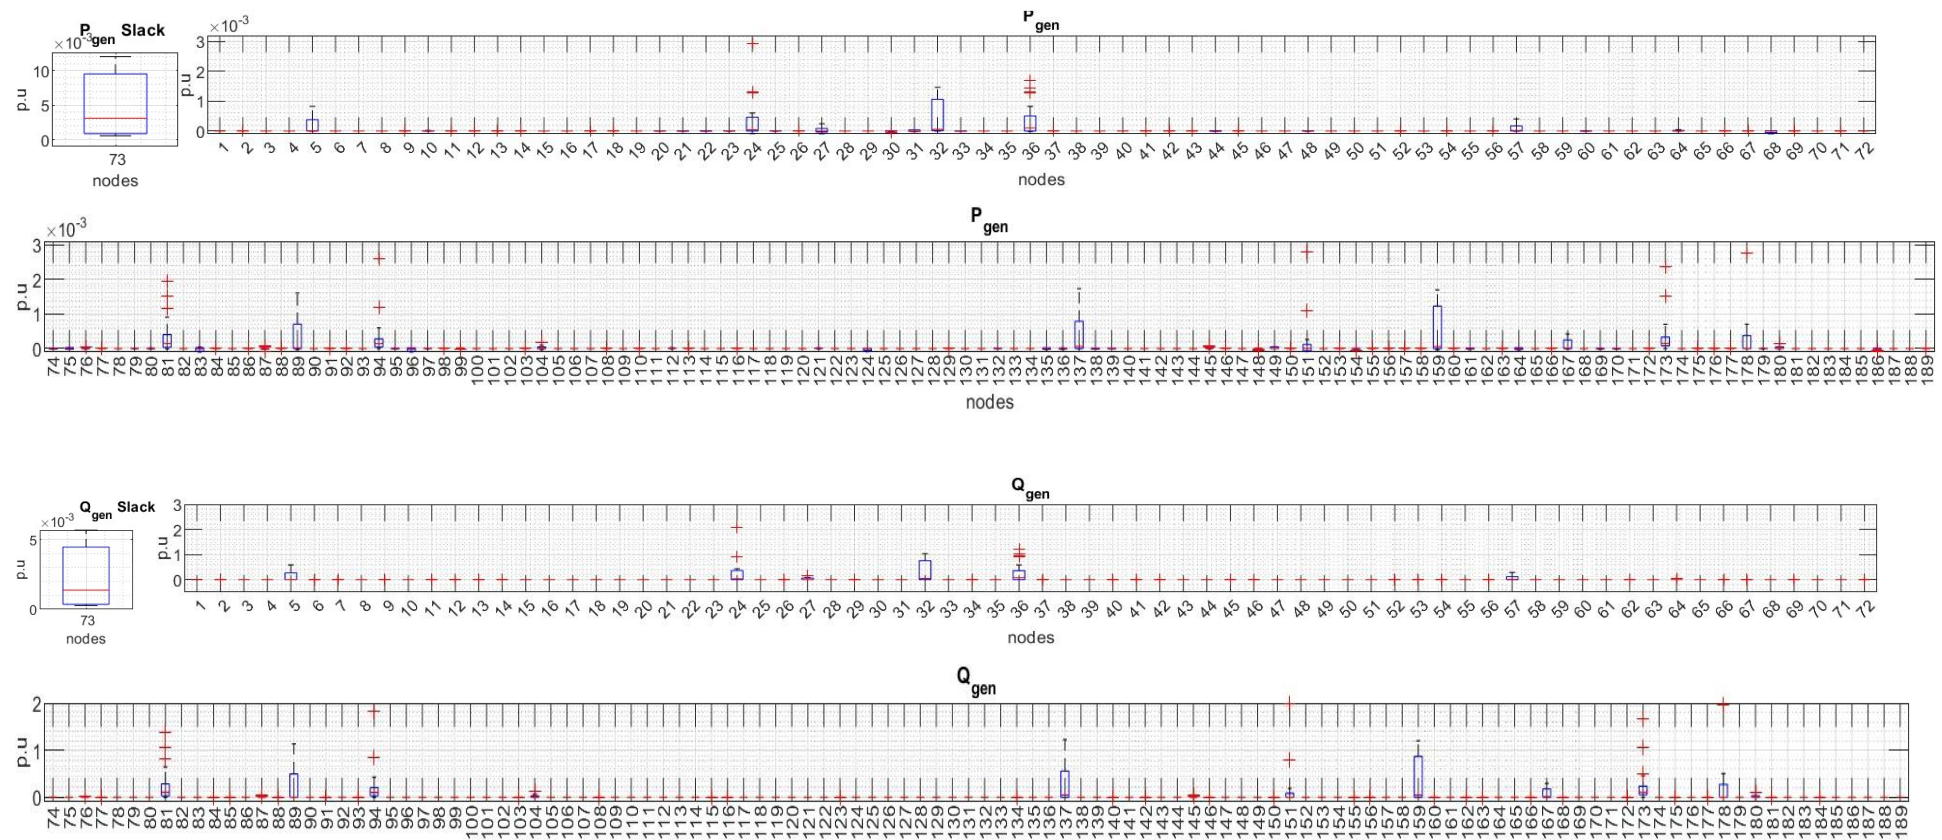 P_gen Slack
×10^-3
10
5
0
p.u
73
nodes
P_gen
×10^-3
3
2
1
0
p.u
1 2 3 4 5 6 7 8 9 10 11 12 13 14 15 16 17 18 19 20 21 22 23 24 25 26 27 28 29 30 31 32 33 34 35 36 37 38 39 40 41 42 43 44 45 46 47 48 49 50 51 52 53 54 55 56 57 58 59 60 61 62 63 64 65 66 67 68 69 70 71 72
nodes
P_gen
×10^-3
3
2
1
0
p.u
74 75 76 77 78 79 80 81 82 83 84 85 86 87 88 89 90 91 92 93 94 95 96 97 98 99 100 101 102 103 104 105 106 107 108 109 110 111 112 113 114 115 116 117 118 119 120 121 122 123 124 125 126 127 128 129 130 131 132 133 134 135 136 137 138 139 140 141 142 143 144 145 146 147 148 149 150 151 152 153 154 155 156 157 158 159 160 161 162 163 164 165 166 167 168 169 170 171 172 173 174 175 176 177 178 179 180 181 182 183 184 185 186 187 188 189
nodes
Q_gen Slack
×10^-3
5
0
p.u
73
nodes
Q_gen
3
2
1
0
p.u
1 2 3 4 5 6 7 8 9 10 11 12 13 14 15 16 17 18 19 20 21 22 23 24 25 26 27 28 29 30 31 32 33 34 35 36 37 38 39 40 41 42 43 44 45 46 47 48 49 50 51 52 53 54 55 56 57 58 59 60 61 62 63 64 65 66 67 68 69 70 71 72
nodes
Q_gen
2
1
0
p.u
74 75 76 77 78 79 80 81 82 83 84 85 86 87 88 89 90 91 92 93 94 95 96 97 98 99 100 101 102 103 104 105 106 107 108 109 110 111 112 113 114 115 116 117 118 119 120 121 122 123 124 125 126 127 128 129 130 131 132 133 134 135 136 137 138 139 140 141 142 143 144 145 146 147 148 149 150 151 152 153 154 155 156 157 158 159 160 161 162 163 164 165 166 167 168 169 170 171 172 173 174 175 176 177 178 179 180 181 182 183 184 185 186 187 188 189